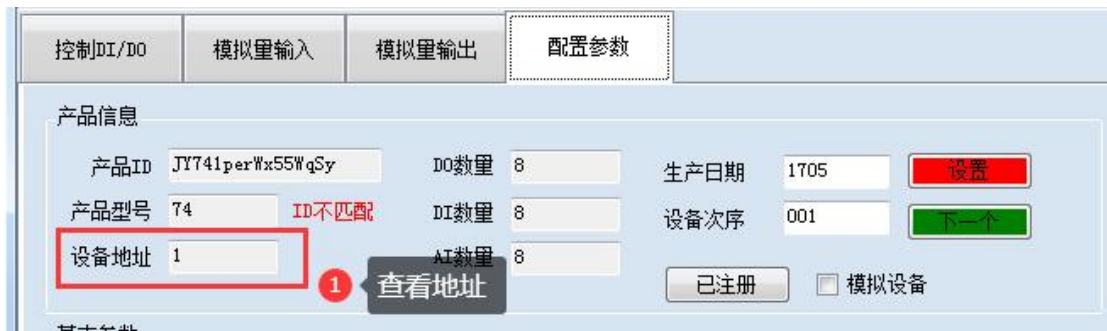 控制DI/DO 模拟量输入 模拟量输出 配置参数
产品信息
产品ID JY741perWx55WqSy DO数量 8 生产日期 1705 设置
产品型号 74 ID不匹配 DI数量 8 设备次序 001 下一个
设备地址 1 AI数量 8
1 查看地址 已注册 模拟设备
基本参数